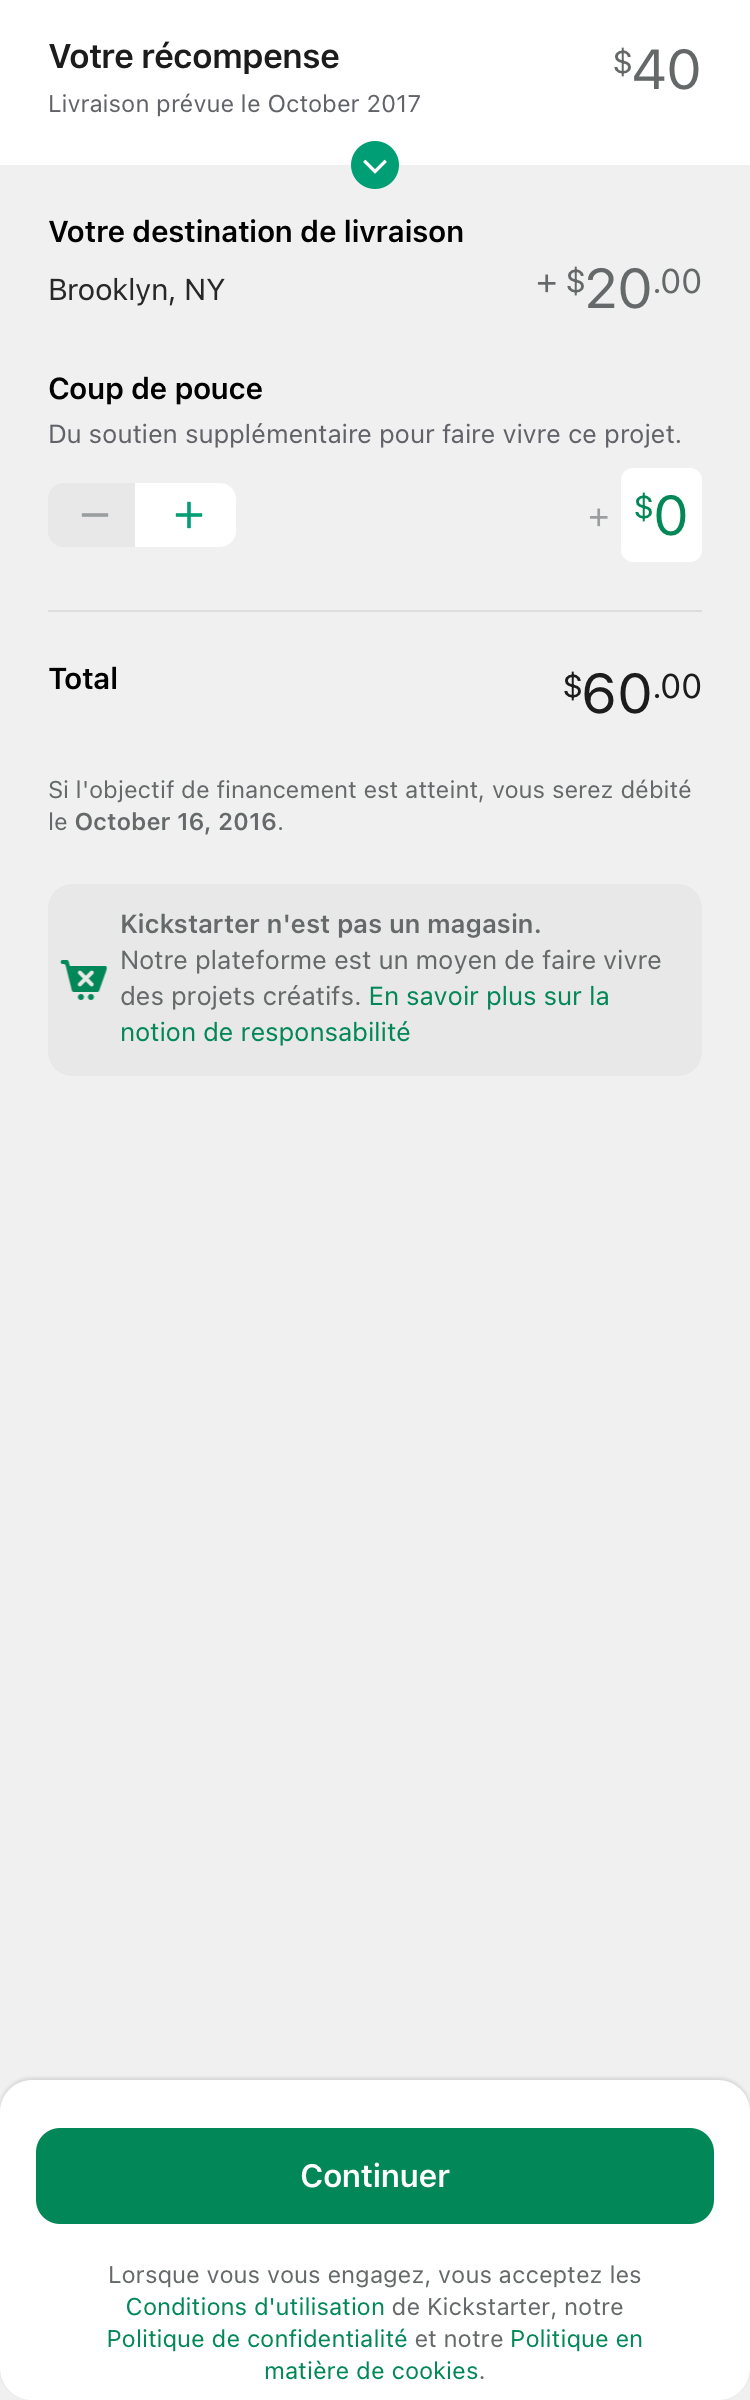 Votre récompense
$40
Livraison prévue le October 2017
Votre destination de livraison
Brooklyn, NY
+ $20.00
Coup de pouce
Du soutien supplémentaire pour faire vivre ce projet.
− +
+ $0
Total
$60.00
Si l'objectif de financement est atteint, vous serez débité
le October 16, 2016.
Kickstarter n'est pas un magasin.
Notre plateforme est un moyen de faire vivre
des projets créatifs. En savoir plus sur la
notion de responsabilité
Continuer
Lorsque vous vous engagez, vous acceptez les
Conditions d'utilisation de Kickstarter, notre
Politique de confidentialité et notre Politique en
matière de cookies.